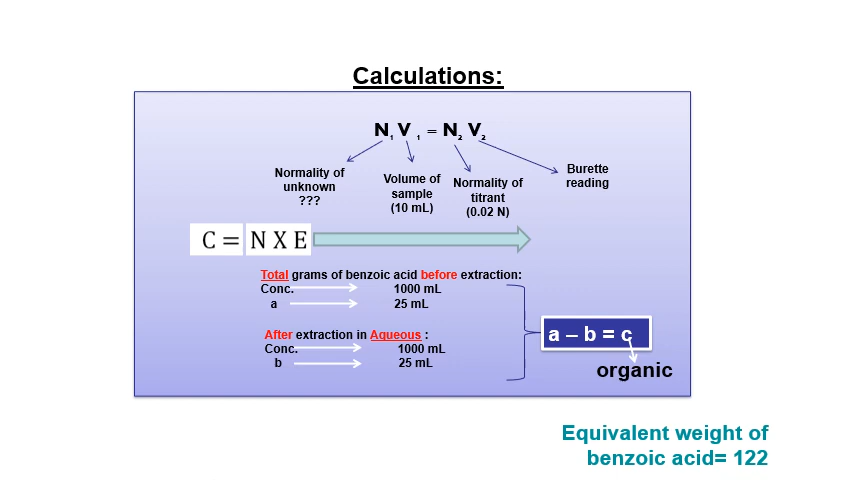 Calculations:
N₁ V ₁ = N₂ V₂
Normality of
unknown
???
Volume of
sample
(10 mL)
Normality of
titrant
(0.02 N)
Burette
reading
C = N X E
Total grams of benzoic acid before extraction:
Conc. 1000 mL
a 25 mL
After extraction in Aqueous :
Conc. 1000 mL
b 25 mL
a – b = c
organic
Equivalent weight of
benzoic acid= 122